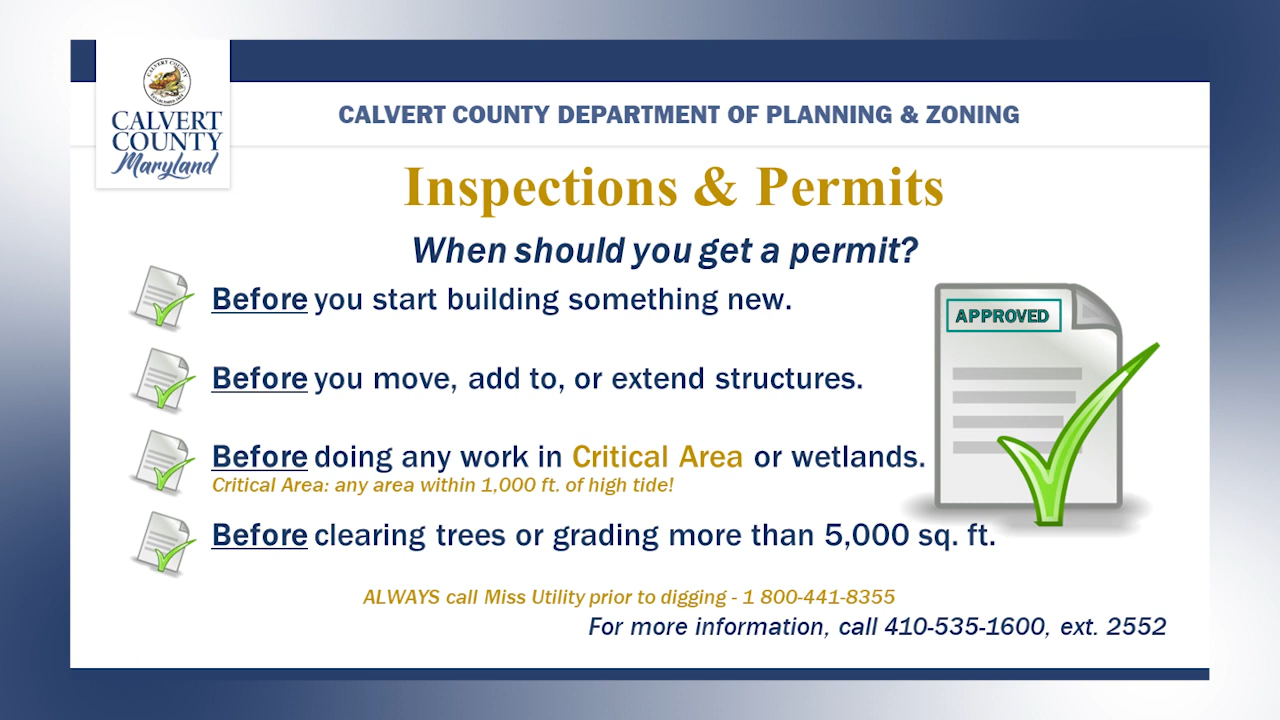 CALVERT COUNTY
CALVERT
COUNTY
Maryland
CALVERT COUNTY DEPARTMENT OF PLANNING & ZONING
Inspections & Permits
When should you get a permit?
Before you start building something new.
APPROVED
Before you move, add to, or extend structures.
Before doing any work in Critical Area or wetlands.
Critical Area: any area within 1,000 ft. of high tide!
Before clearing trees or grading more than 5,000 sq. ft.
ALWAYS call Miss Utility prior to digging - 1 800-441-8355
For more information, call 410-535-1600, ext. 2552